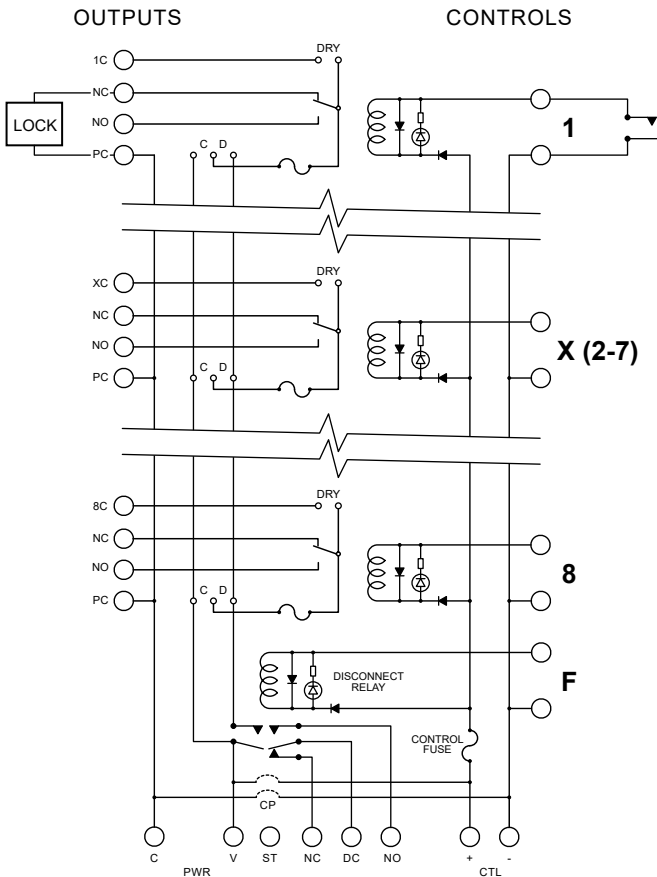 OUTPUTS CONTROLS
DRY
1C
NC
LOCK
NO
1
PC
C D
DRY
XC
NC
NO
X (2-7)
PC
C D
DRY
8C
NC
NO
8
PC
C D
DISCONNECT
RELAY
F
CONTROL
FUSE
CP
C V ST NC DC NO + -
PWR CTL